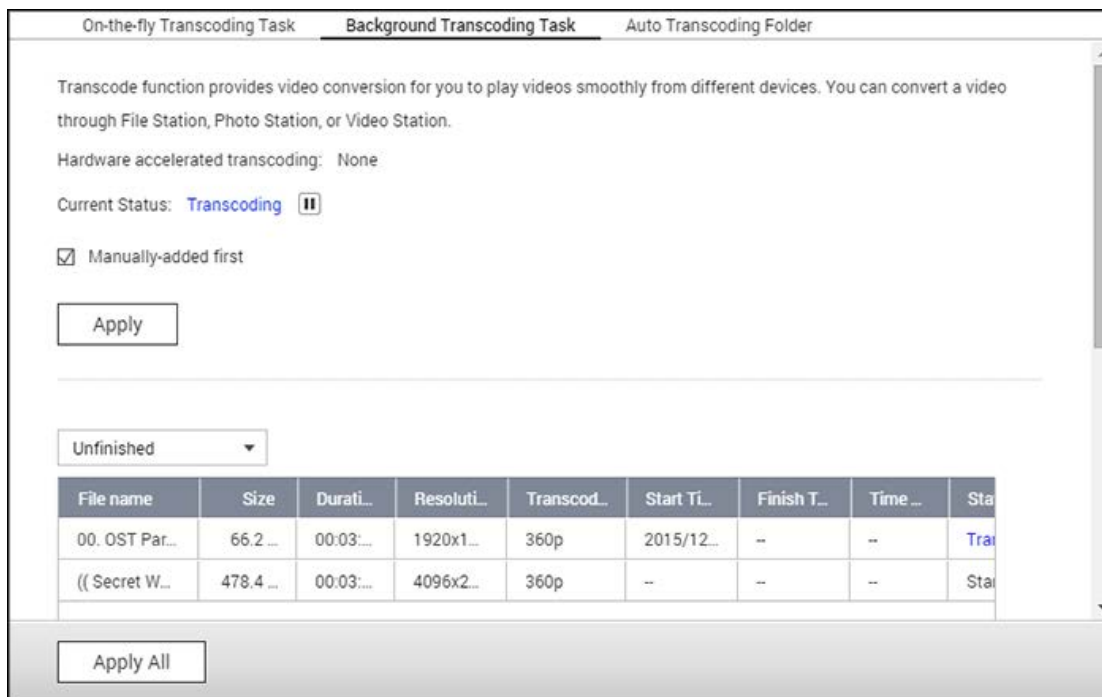 On-the-fly Transcoding Task Background Transcoding Task Auto Transcoding Folder
Transcode function provides video conversion for you to play videos smoothly from different devices. You can convert a video
through File Station, Photo Station, or Video Station.
Hardware accelerated transcoding: None
Current Status: Transcoding
Manually-added first
Apply
Unfinished
File name Size Durati... Resoluti... Transcod... Start Ti... Finish T... Time ... Sta
00. OST Par... 66.2 ... 00:03:... 1920x1... 360p 2015/12... -- -- Tra
(( Secret W... 478.4 ... 00:03:... 4096x2... 360p -- -- -- Sta
Apply All